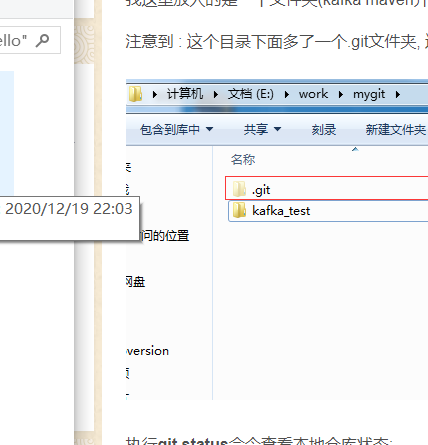 ello"
注意到 : 这个目录下面多了一个.git文件夹,
计算机 文档 (E:) work mygit
包含到库中 共享 刻录 新建文件夹
名称
.git
2020/12/19 22:03
kafka_test
问的位置
网盘
version
执行git status命令查看本地仓库状态: